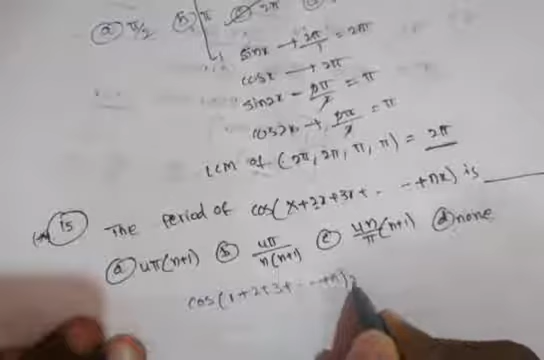 ⓐ π/2 ⓑ π ⓒ 2π
sinx → 2π/1 = 2π
cosx → 2π
sin2x - 2π/2 = π
cos2x → 2π/2 = π
LCM of (2π, 2π, π, π) = 2π
15 The period of cos(x+2x+3x+ - - +nx) is ____
ⓐ 4π(n+1) ⓑ 4π/n(n+1) ⓒ 4n/π (n+1) ⓓ none
cos(1+2+3+ - - +n)